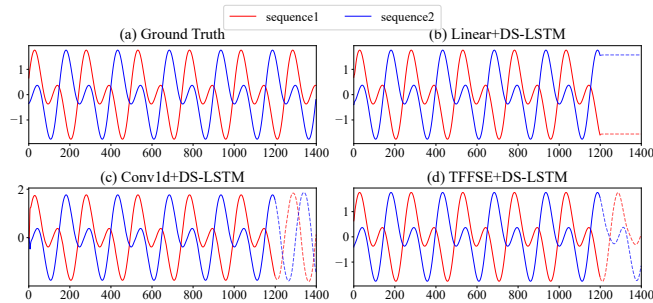 sequence1 sequence2
(a) Ground Truth (b) Linear+DS-LSTM
1 1
0 0
−1 −1
0 200 400 600 800 1000 1200 1400 0 200 400 600 800 1000 1200 1400
(c) Conv1d+DS-LSTM (d) TFFSE+DS-LSTM
2 1
0 0
−1
0 200 400 600 800 1000 1200 1400 0 200 400 600 800 1000 1200 1400